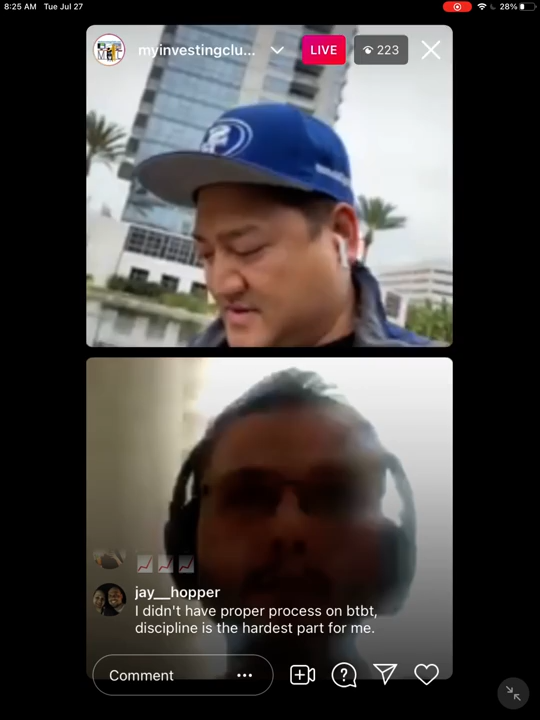 8:25 AM Tue Jul 27
28%
myinvestingclu...
LIVE
223
jay__hopper
I didn't have proper process on btbt,
discipline is the hardest part for me.
Comment